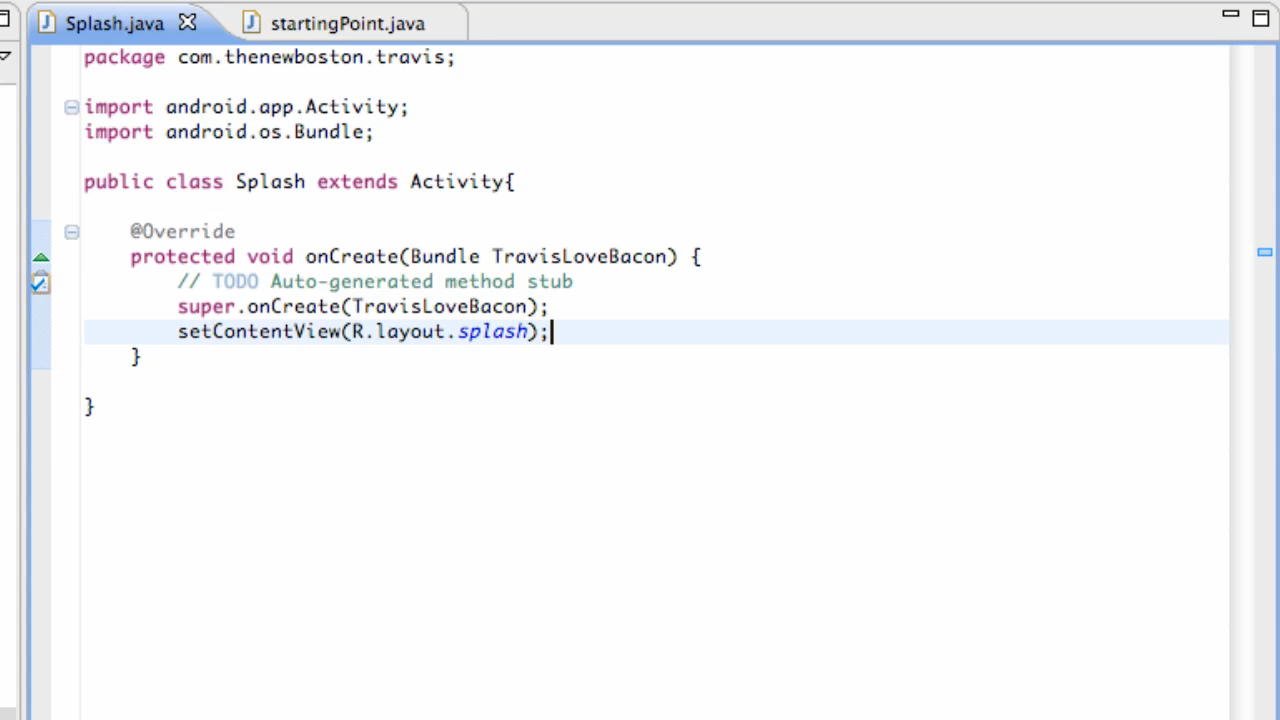 Splash.java startingPoint.java
package com.thenewboston.travis;
import android.app.Activity;
import android.os.Bundle;
public class Splash extends Activity{
@Override
protected void onCreate(Bundle TravisLoveBacon) {
// TODO Auto-generated method stub
super.onCreate(TravisLoveBacon);
setContentView(R.layout.splash);
}
}